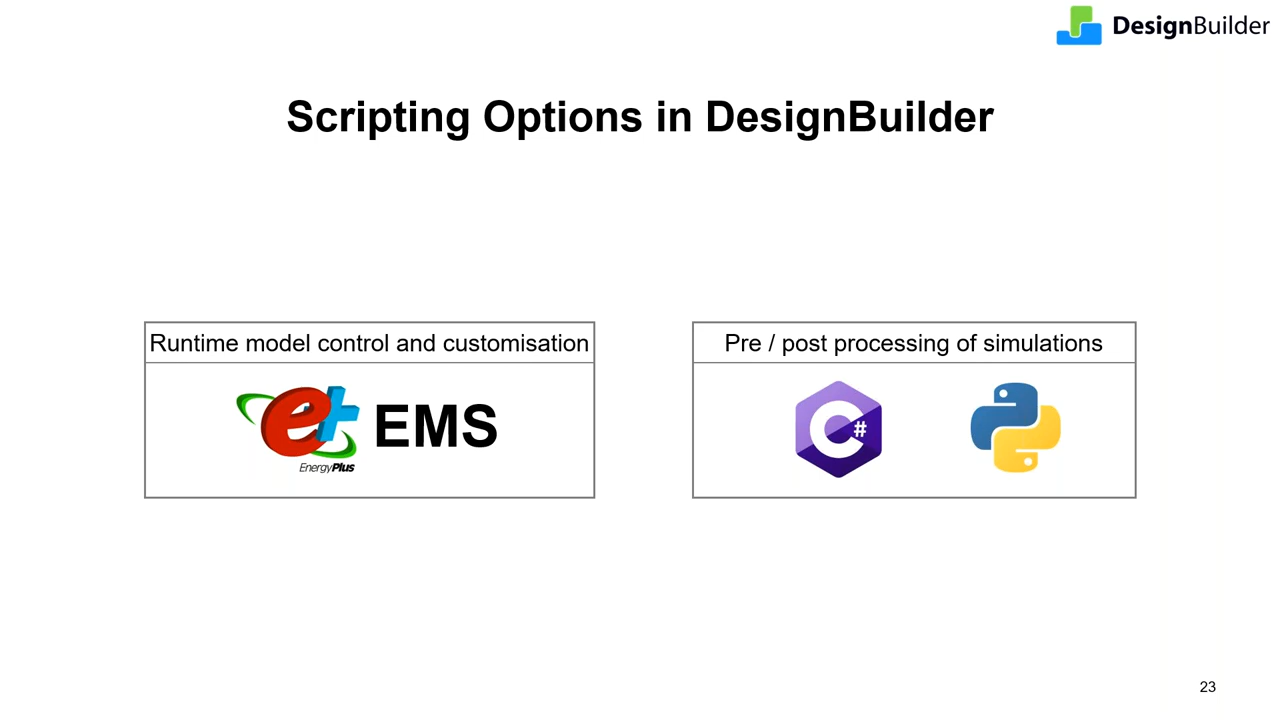 DesignBuilder
Scripting Options in DesignBuilder
Runtime model control and customisation
e+ EMS
EnergyPlus
Pre / post processing of simulations
C#
23